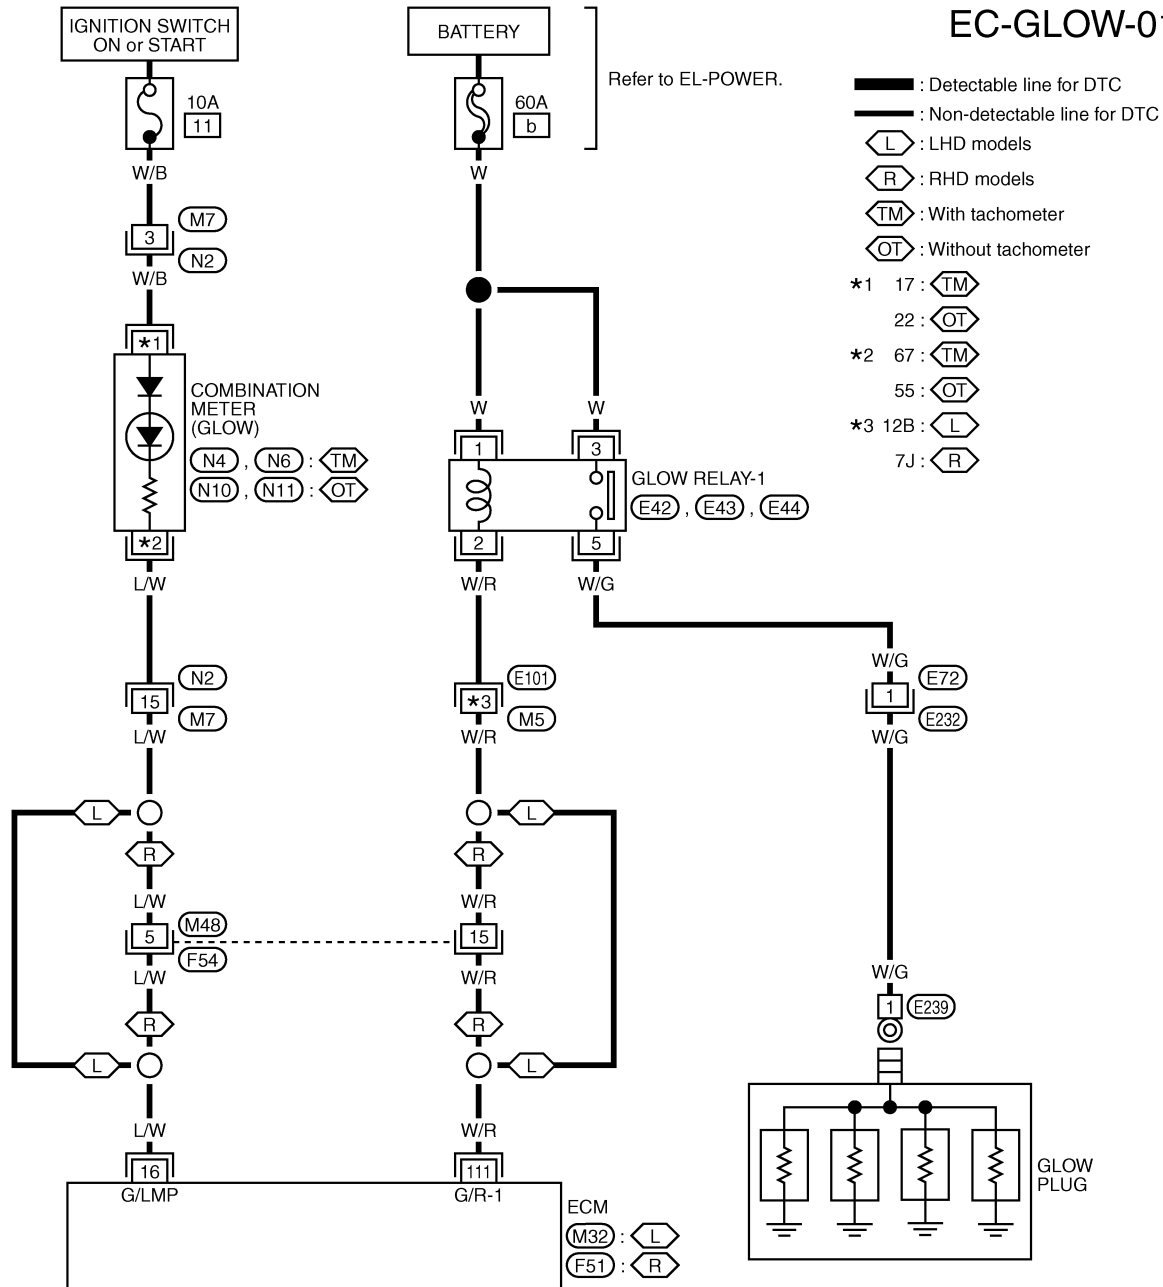 EC-GLOW-01
IGNITION SWITCH
ON or START
BATTERY
Refer to EL-POWER.
10A
11
60A
b
: Detectable line for DTC
: Non-detectable line for DTC
L : LHD models
R : RHD models
TM : With tachometer
OT : Without tachometer
*1 17 : TM
22 : OT
*2 67 : TM
55 : OT
*3 12B : L
7J : R
W/B
W
M7
3
N2
W/B
*1
COMBINATION
METER
(GLOW)
N4 , N6 : TM
N10 , N11 : OT
*2
L/W
W
W
1
3
GLOW RELAY-1
E42 , E43 , E44
2
5
W/R
W/G
W/G
E72
1
E232
W/G
N2
15
M7
L/W
E101
*3
M5
W/R
L
L
R
R
L/W
W/R
M48
5
15
F54
L/W
W/R
R
R
L
L
L/W
W/R
16
111
G/LMP
G/R-1
ECM
M32 : L
F51 : R
W/G
1
E239
GLOW
PLUG